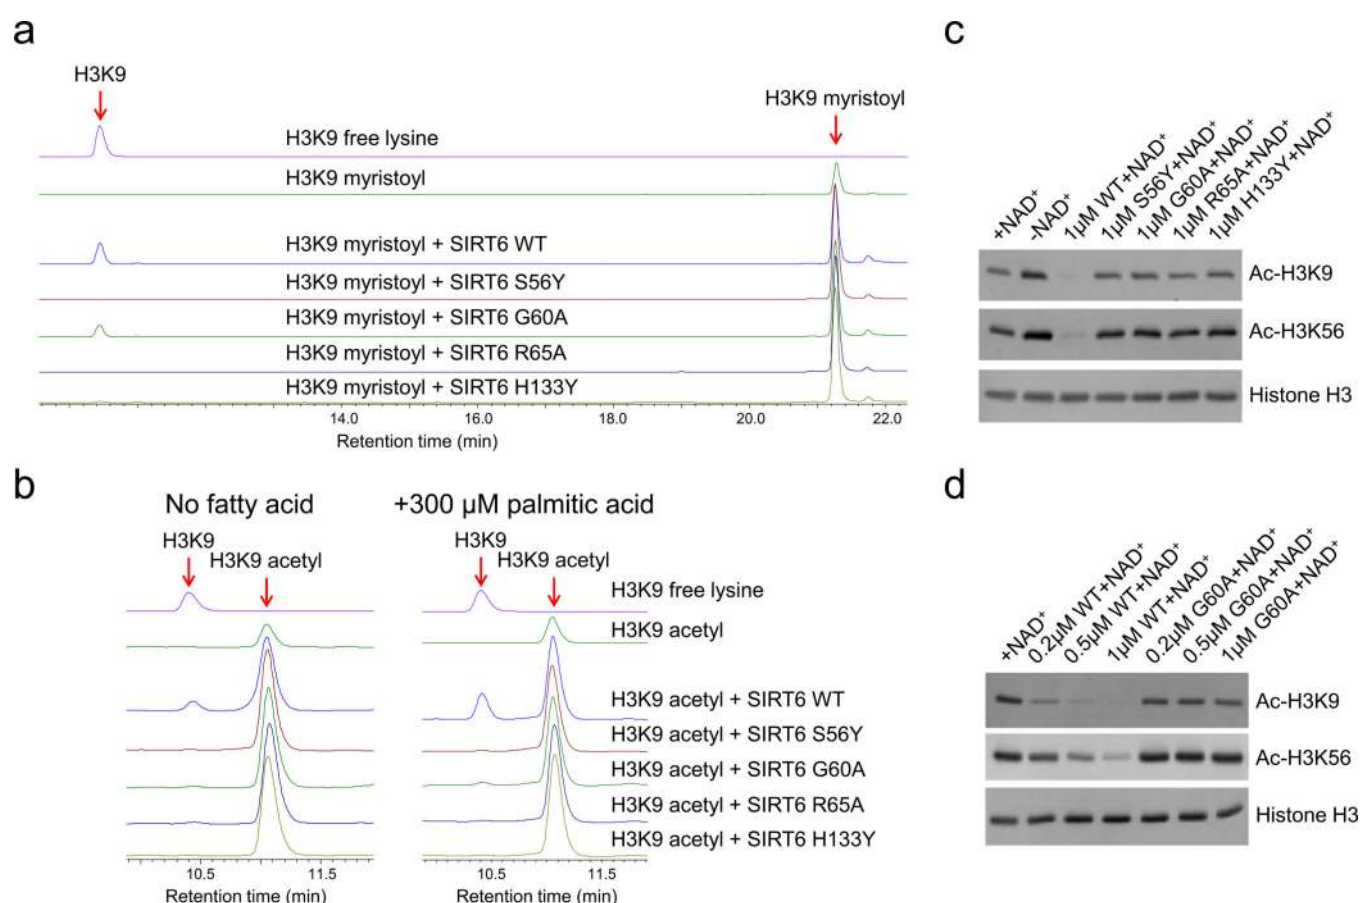 a
H3K9
H3K9 myristoyl
H3K9 free lysine
H3K9 myristoyl
H3K9 myristoyl + SIRT6 WT
H3K9 myristoyl + SIRT6 S56Y
H3K9 myristoyl + SIRT6 G60A
H3K9 myristoyl + SIRT6 R65A
H3K9 myristoyl + SIRT6 H133Y
14.0 16.0 18.0 20.0 22.0
Retention time (min)
b
No fatty acid
+300 µM palmitic acid
H3K9
H3K9 acetyl
H3K9
H3K9 acetyl
H3K9 free lysine
H3K9 acetyl
H3K9 acetyl + SIRT6 WT
H3K9 acetyl + SIRT6 S56Y
H3K9 acetyl + SIRT6 G60A
H3K9 acetyl + SIRT6 R65A
H3K9 acetyl + SIRT6 H133Y
10.5 11.5
10.5 11.5
Retention time (min)
Retention time (min)
c
+NAD⁺
-NAD⁺
1µM WT+NAD⁺
1µM S56Y+NAD⁺
1µM G60A+NAD⁺
1µM R65A+NAD⁺
1µM H133Y+NAD⁺
Ac-H3K9
Ac-H3K56
Histone H3
d
+NAD⁺
0.2µM WT+NAD⁺
0.5µM WT+NAD⁺
1µM WT+NAD⁺
0.2µM G60A+NAD⁺
0.5µM G60A+NAD⁺
1µM G60A+NAD⁺
Ac-H3K9
Ac-H3K56
Histone H3